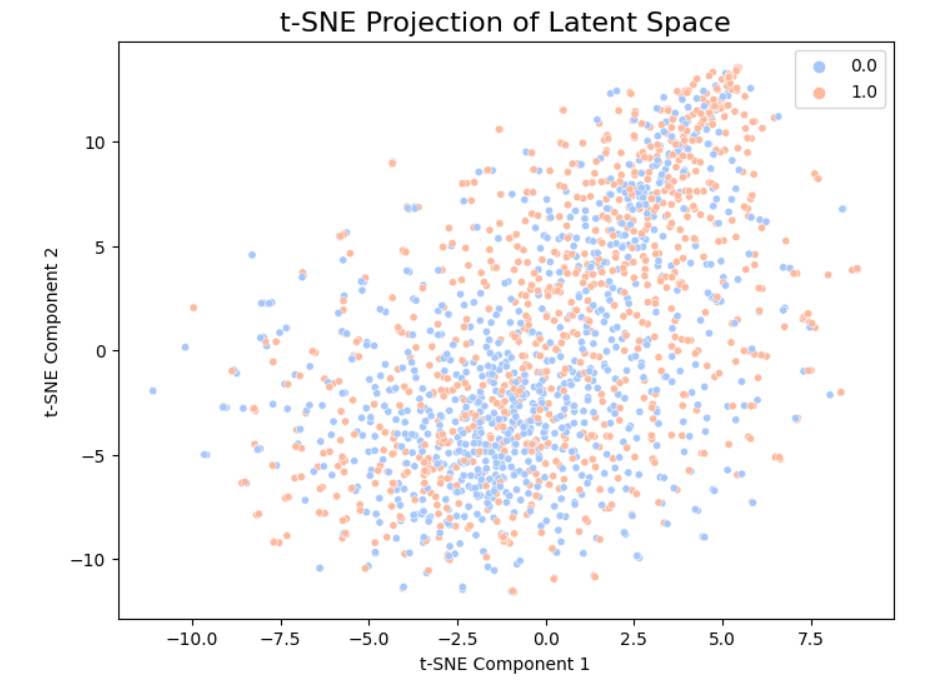 t-SNE Projection of Latent Space
0.0
1.0
10
5
0
−5
−10
t-SNE Component 2
−10.0 −7.5 −5.0 −2.5 0.0 2.5 5.0 7.5
t-SNE Component 1